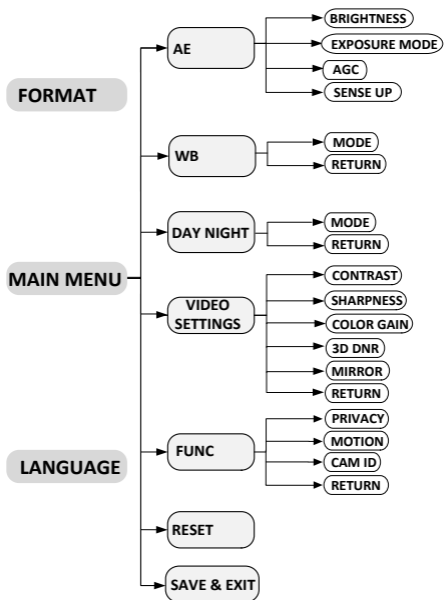 FORMAT
MAIN MENU
LANGUAGE
AE
BRIGHTNESS
EXPOSURE MODE
AGC
SENSE UP
WB
MODE
RETURN
DAY NIGHT
MODE
RETURN
VIDEO
SETTINGS
CONTRAST
SHARPNESS
COLOR GAIN
3D DNR
MIRROR
RETURN
FUNC
PRIVACY
MOTION
CAM ID
RETURN
RESET
SAVE & EXIT